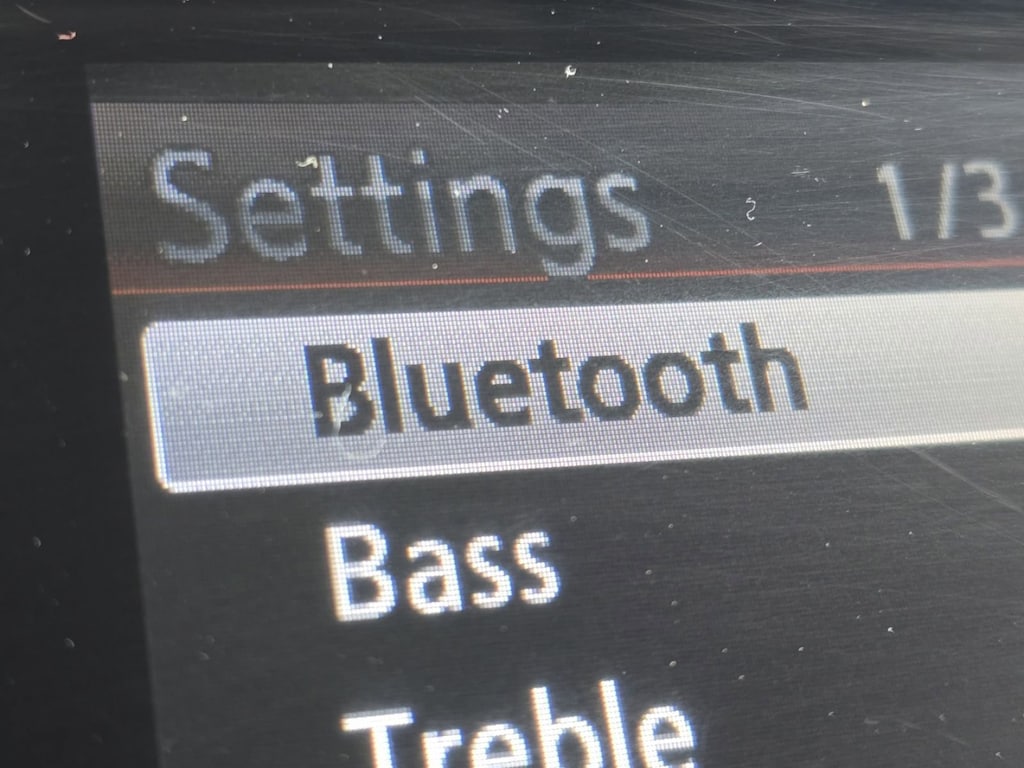 Settings 1/3
Bluetooth
Bass
Treble